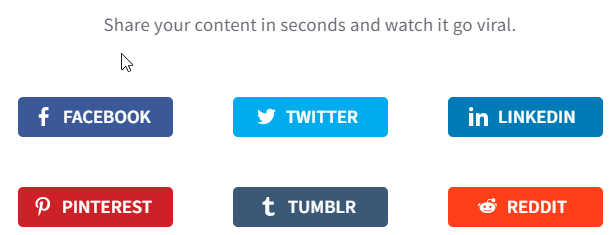 Share your content in seconds and watch it go viral.
FACEBOOK TWITTER LINKEDIN
PINTEREST TUMBLR REDDIT